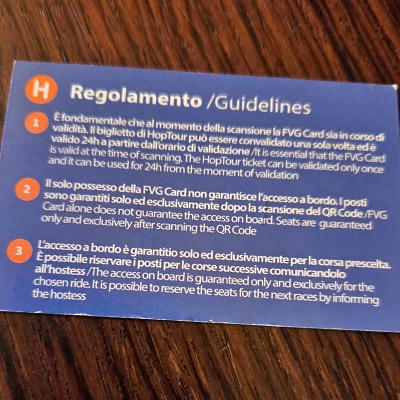 H Regolamento /Guidelines
1 È fondamentale che al momento della scansione la FVG Card sia in corso di
validità. Il biglietto di HopTour può essere convalidato una sola volta ed è
valido 24h a partire dall'orario di validazione /It is essential that the FVG Card
is valid at the time of scanning. The HopTour ticket can be validated only once
and it can be used for 24h from the moment of validation
2 Il solo possesso della FVG Card non garantisce l'accesso a bordo. I posti
sono garantiti solo ed esclusivamente dopo la scansione del QR Code /FVG
Card alone does not guarantee the access on board. Seats are guaranteed
only and exclusively after scanning the QR Code
3 L'accesso a bordo è garantitio solo ed esclusivamente per la corsa prescelta.
È possibile riservare i posti per le corse successive comunicandolo
all'hostess /The access on board is guaranteed only and exclusively for the
chosen ride. It is possible to reserve the seats for the next races by informing
the hostess